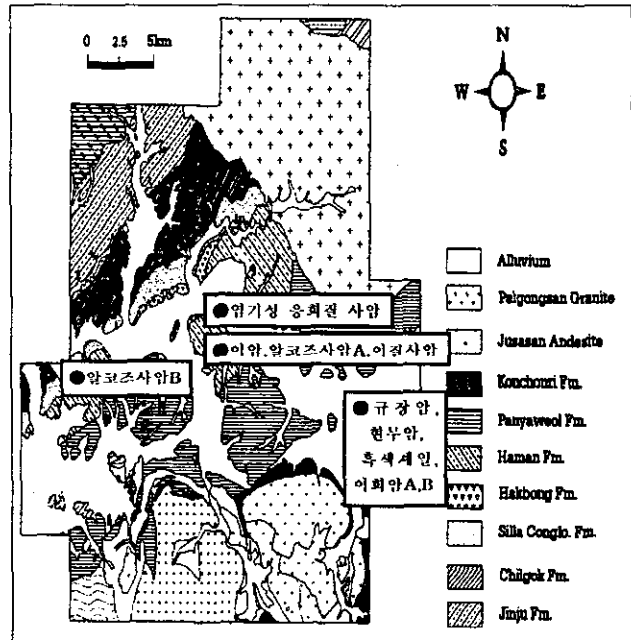 0 2.5 5km
N
W E
S
●염기성 응회질 사암
●이암,알코즈사암A,이질사암
●알코즈사암B
●규장암,
현무암,
흑색셰일,
이회암A,B
Alluvium
Palgongsan Granite
Jusasan Andesite
Konchonri Fm.
Panyaweol Fm.
Haman Fm.
Hakbong Fm.
Silla Conglo. Fm.
Chilgok Fm.
Jinju Fm.